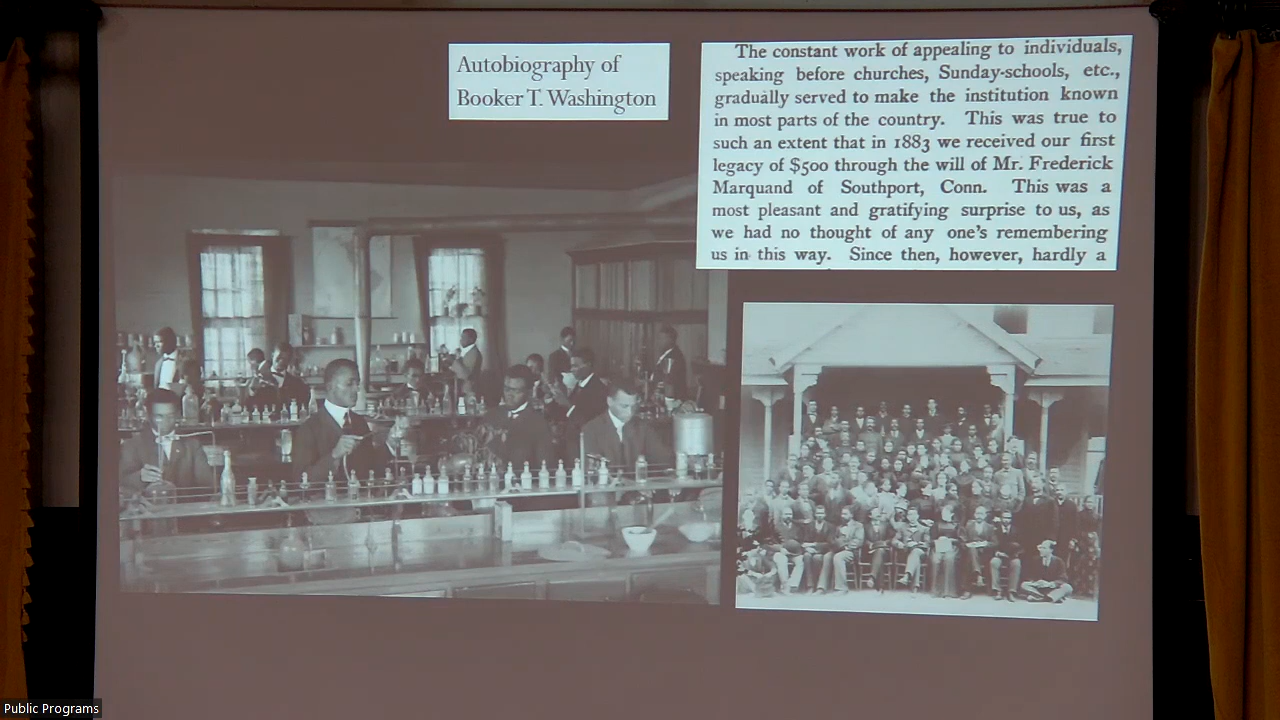 Autobiography of
Booker T. Washington
The constant work of appealing to individuals,
speaking before churches, Sunday-schools, etc.,
gradually served to make the institution known
in most parts of the country. This was true to
such an extent that in 1883 we received our first
legacy of $500 through the will of Mr. Frederick
Marquand of Southport, Conn. This was a
most pleasant and gratifying surprise to us, as
we had no thought of any one's remembering
us in this way. Since then, however, hardly a
Public Programs